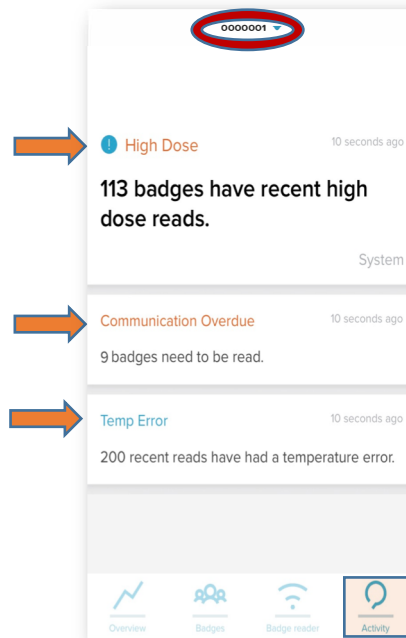 0000001
! High Dose 10 seconds ago
113 badges have recent high
dose reads.
System
Communication Overdue 10 seconds ago
9 badges need to be read.
Temp Error 10 seconds ago
200 recent reads have had a temperature error.
Overview Badges Badge reader Activity